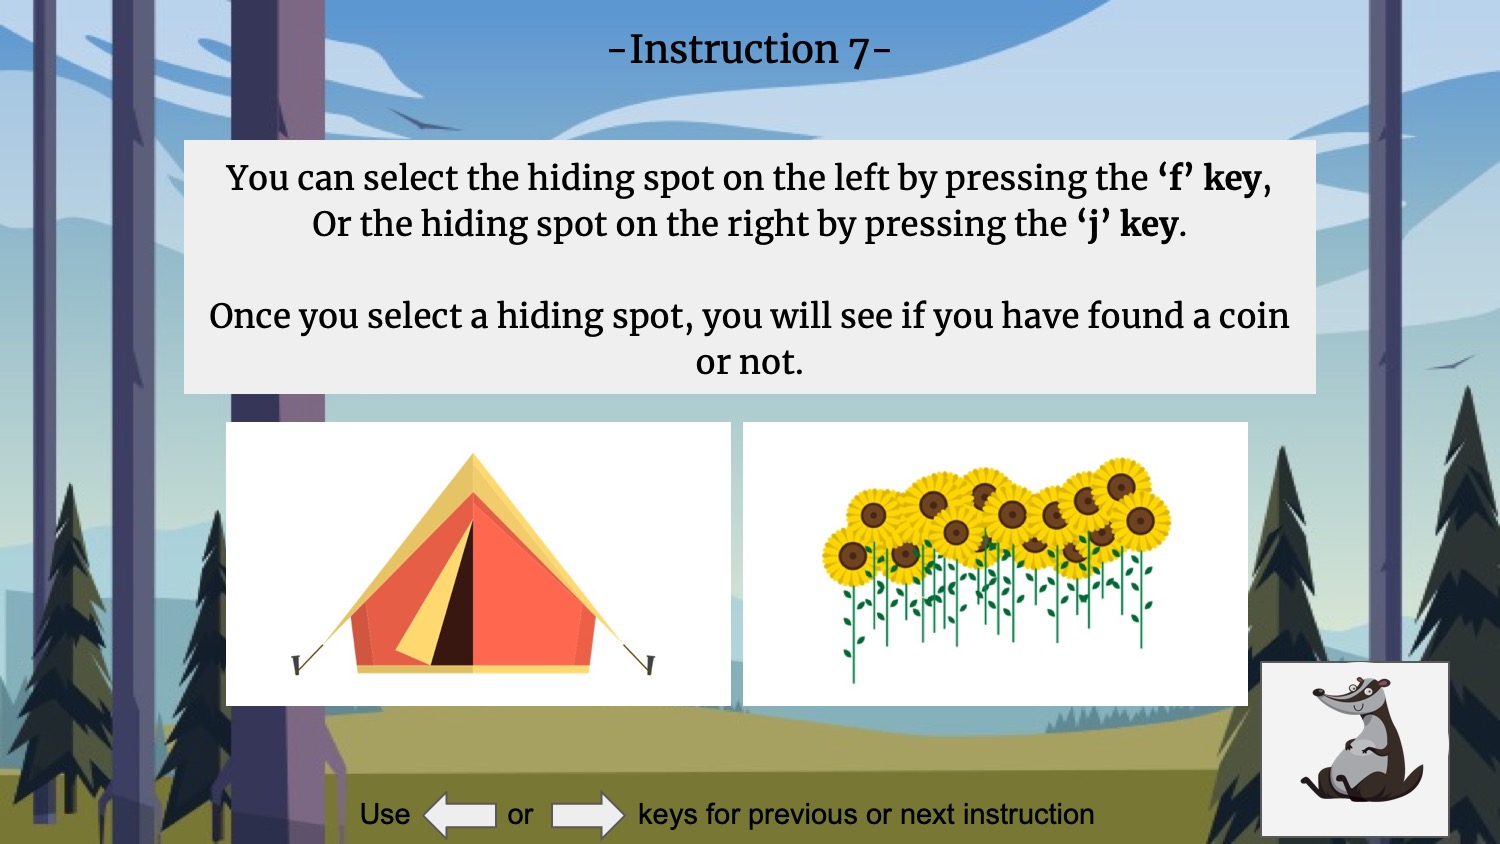 -Instruction 7-
You can select the hiding spot on the left by pressing the ‘f’ key,
Or the hiding spot on the right by pressing the ‘j’ key.
Once you select a hiding spot, you will see if you have found a coin
or not.
Use or keys for previous or next instruction